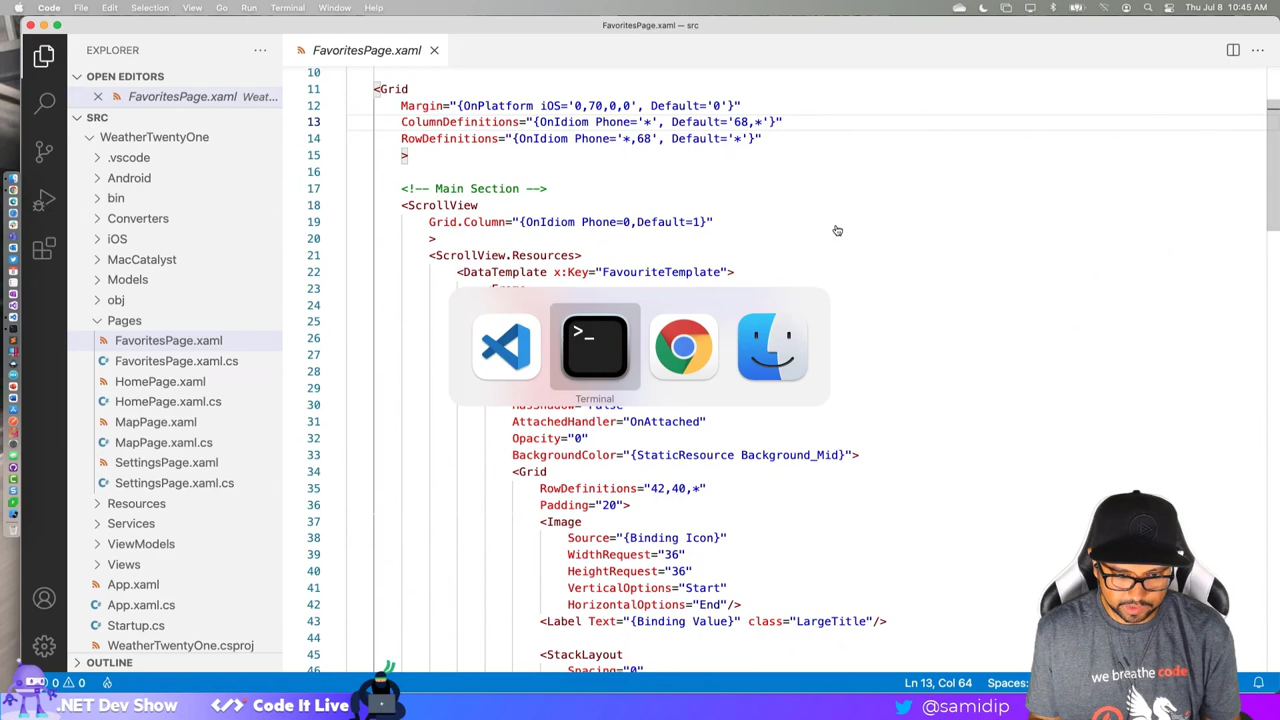 Code File Edit Selection View Go Run Terminal Window Help
Thu Jul 8 10:45 AM
FavoritesPage.xaml — src
EXPLORER
FavoritesPage.xaml
OPEN EDITORS
FavoritesPage.xaml Weat...
SRC
WeatherTwentyOne
.vscode
Android
bin
Converters
iOS
MacCatalyst
Models
obj
Pages
FavoritesPage.xaml
FavoritesPage.xaml.cs
HomePage.xaml
HomePage.xaml.cs
MapPage.xaml
MapPage.xaml.cs
SettingsPage.xaml
SettingsPage.xaml.cs
Resources
Services
ViewModels
Views
App.xaml
App.xaml.cs
Startup.cs
WeatherTwentyOne.csproj
OUTLINE
10
11 <Grid
12 Margin="{OnPlatform iOS='0,70,0,0', Default='0'}"
13 ColumnDefinitions="{OnIdiom Phone='*', Default='68,*'}"
14 RowDefinitions="{OnIdiom Phone='*,68', Default='*'}"
15 >
16
17 <!-- Main Section -->
18 <ScrollView
19 Grid.Column="{OnIdiom Phone=0,Default=1}"
20 >
21 <ScrollView.Resources>
22 <DataTemplate x:Key="FavouriteTemplate">
23 <Frame
24
25
26
27
28
29
30 HasShadow="False"
31 AttachedHandler="OnAttached"
32 Opacity="0"
33 BackgroundColor="{StaticResource Background_Mid}">
34 <Grid
35 RowDefinitions="42,40,*"
36 Padding="20">
37 <Image
38 Source="{Binding Icon}"
39 WidthRequest="36"
40 HeightRequest="36"
41 VerticalOptions="Start"
42 HorizontalOptions="End"/>
43 <Label Text="{Binding Value}" class="LargeTitle"/>
44
45 <StackLayout
46 Spacing="0"
>_
Terminal
0 0
Ln 13, Col 64 Spaces:
we breathe code
.NET Dev Show
Code It Live
@samidip